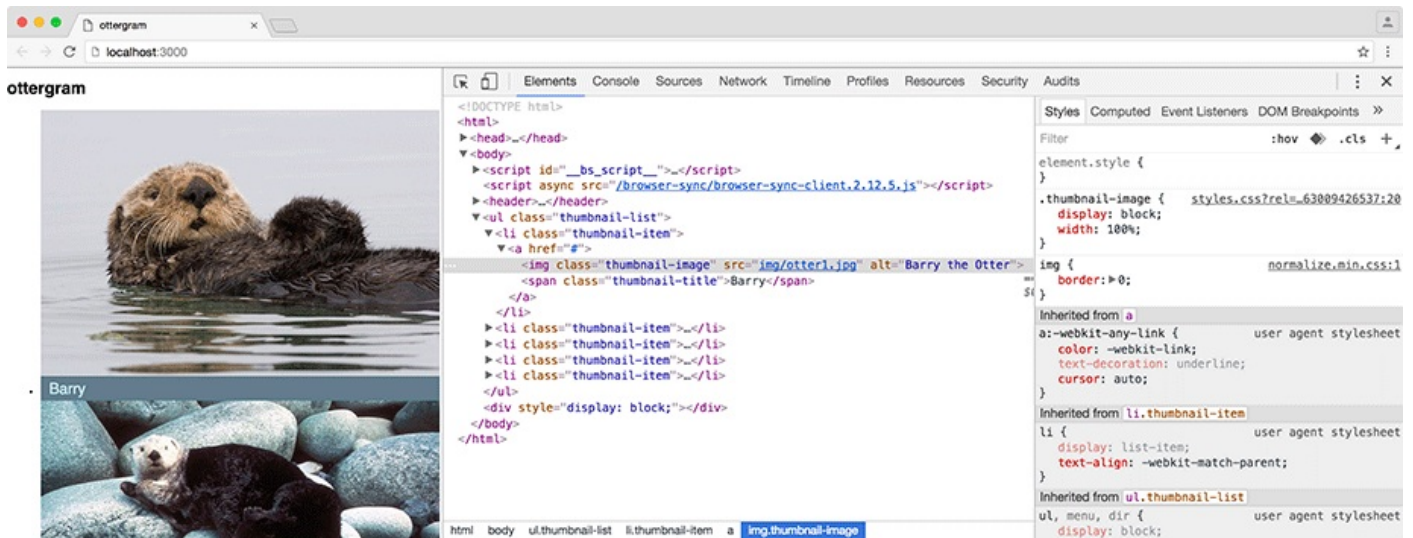 ottergram ×
localhost:3000
ottergram
Barry
Elements Console Sources Network Timeline Profiles Resources Security Audits
<!DOCTYPE html>
<html>
▶<head>…</head>
▼<body>
▶<script id="__bs_script__">…</script>
<script async src="/browser-sync/browser-sync-client.2.12.5.js"></script>
▶<header>…</header>
▼<ul class="thumbnail-list">
▼<li class="thumbnail-item">
▼<a href="#">
<img class="thumbnail-image" src="img/otter1.jpg" alt="Barry the Otter">
<span class="thumbnail-title">Barry</span>
</a>
</li>
▶<li class="thumbnail-item">…</li>
▶<li class="thumbnail-item">…</li>
▶<li class="thumbnail-item">…</li>
▶<li class="thumbnail-item">…</li>
</ul>
<div style="display: block;"></div>
</body>
</html>
html body ul.thumbnail-list li.thumbnail-item a img.thumbnail-image
Styles Computed Event Listeners DOM Breakpoints »
Filter :hov .cls +
element.style {
}
.thumbnail-image { styles.css?rel=…63009426537:20
display: block;
width: 100%;
}
img { normalize.min.css:1
border:▶0;
}
Inherited from a
a:-webkit-any-link { user agent stylesheet
color: -webkit-link;
text-decoration: underline;
cursor: auto;
}
Inherited from li.thumbnail-item
li { user agent stylesheet
display: list-item;
text-align: -webkit-match-parent;
}
Inherited from ul.thumbnail-list
ul, menu, dir { user agent stylesheet
display: block;